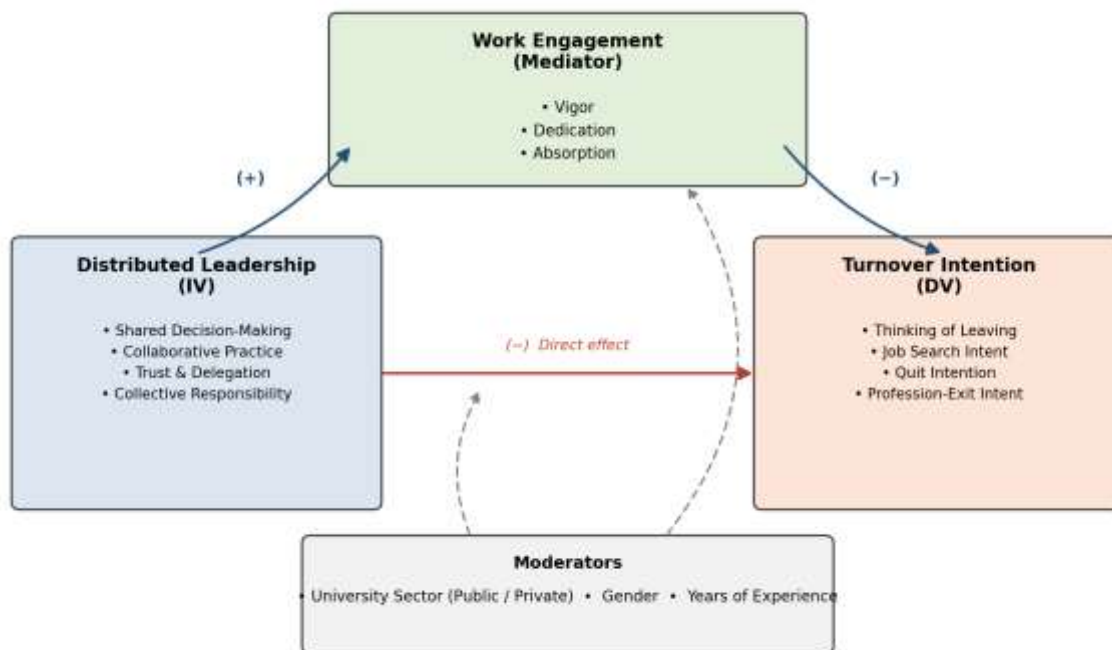 Work Engagement
(Mediator)
• Vigor
• Dedication
• Absorption
(+)
(−)
Distributed Leadership
(IV)
• Shared Decision-Making
• Collaborative Practice
• Trust & Delegation
• Collective Responsibility
(−) Direct effect
Turnover Intention
(DV)
• Thinking of Leaving
• Job Search Intent
• Quit Intention
• Profession-Exit Intent
Moderators
• University Sector (Public / Private) • Gender • Years of Experience